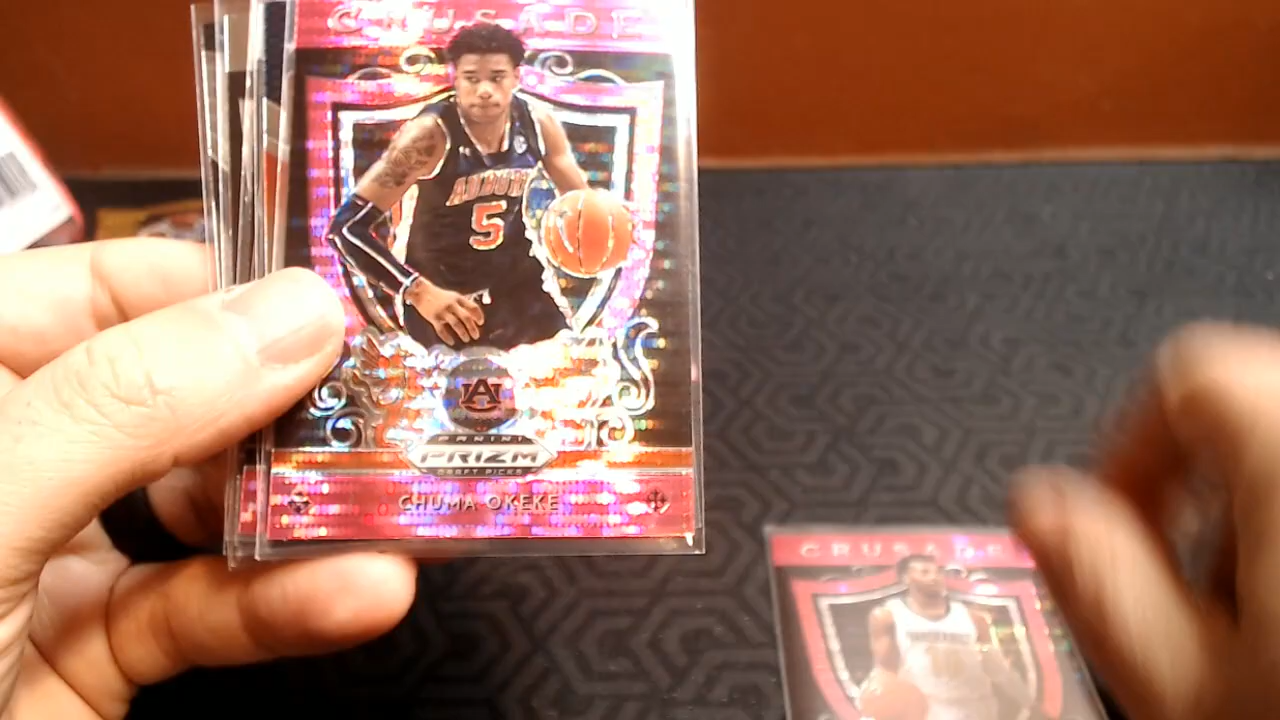 CRUSADE
AUBURN
5
AU
PANINI
PRIZM
DRAFT PICKS
CHUMA OKEKE
CRUSADE